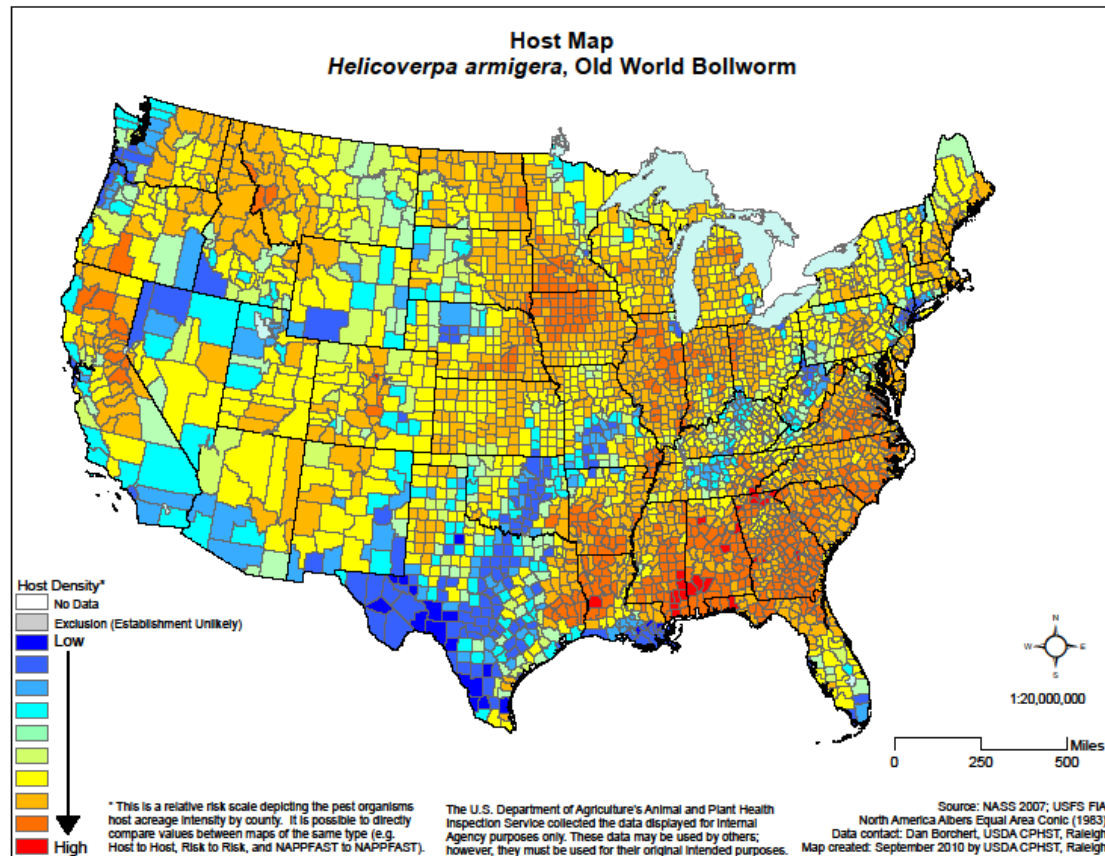 Host Map
Helicoverpa armigera, Old World Bollworm
Host Density*
No Data
Exclusion (Establishment Unlikely)
Low
High
* This is a relative risk scale depicting the pest organisms
host acreage intensity by county. It is possible to directly
compare values between maps of the same type (e.g.
Host to Host, Risk to Risk, and NAPPFAST to NAPPFAST).
The U.S. Department of Agriculture's Animal and Plant Health
Inspection Service collected the data displayed for internal
Agency purposes only. These data may be used by others;
however, they must be used for their original intended purposes.
N
W
E
S
1:20,000,000
Miles
0 250 500
Source: NASS 2007; USFS FIA
North America Albers Equal Area Conic (1983)
Data contact: Dan Borchert, USDA CPHST, Raleigh
Map created: September 2010 by USDA CPHST, Raleigh